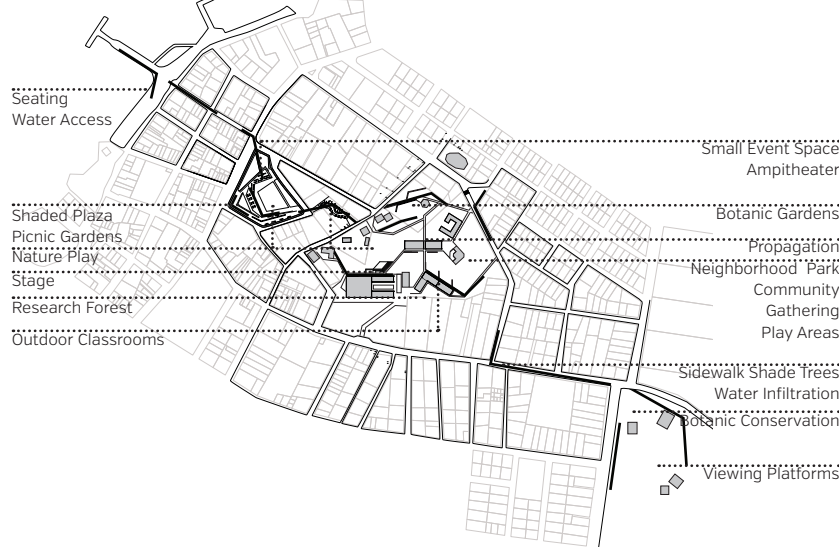 Seating
Water Access
Shaded Plaza
Picnic Gardens
Nature Play
Stage
Research Forest
Outdoor Classrooms
Small Event Space
Ampitheater
Botanic Gardens
Propagation
Neighborhood Park
Community
Gathering
Play Areas
Sidewalk Shade Trees
Water Infiltration
Botanic Conservation
Viewing Platforms